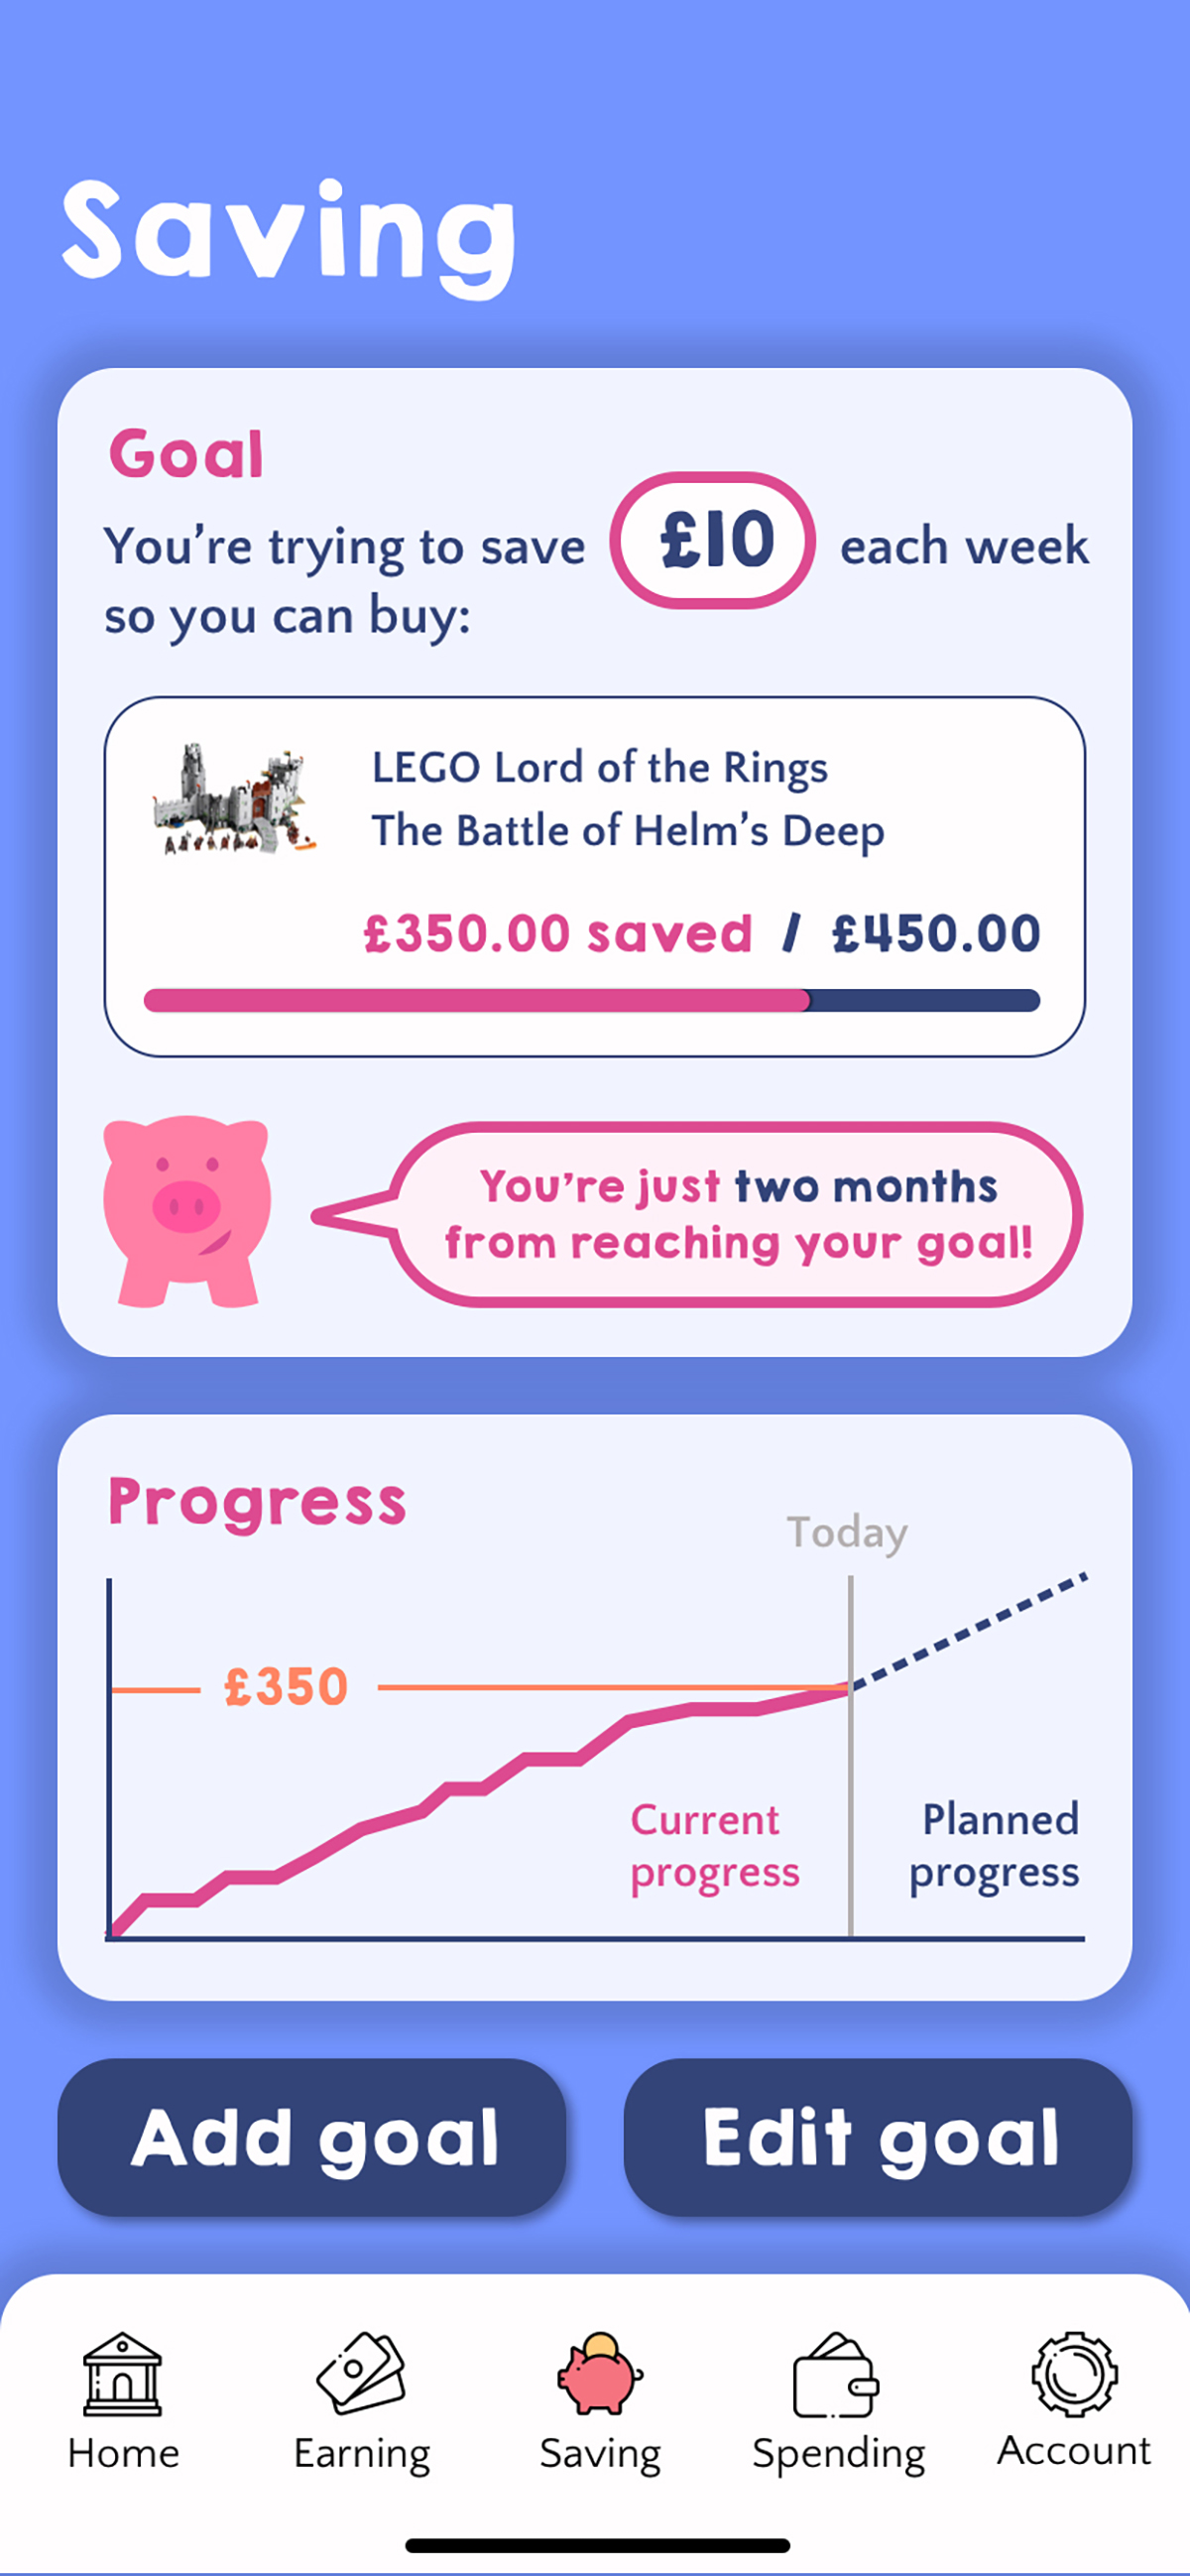 Saving
Goal
You're trying to save £10 each week
so you can buy:
LEGO Lord of the Rings
The Battle of Helm's Deep
£350.00 saved / £450.00
You're just two months
from reaching your goal!
Progress
Today
£350
Current
progress
Planned
progress
Add goal
Edit goal
Home
Earning
Saving
Spending
Account